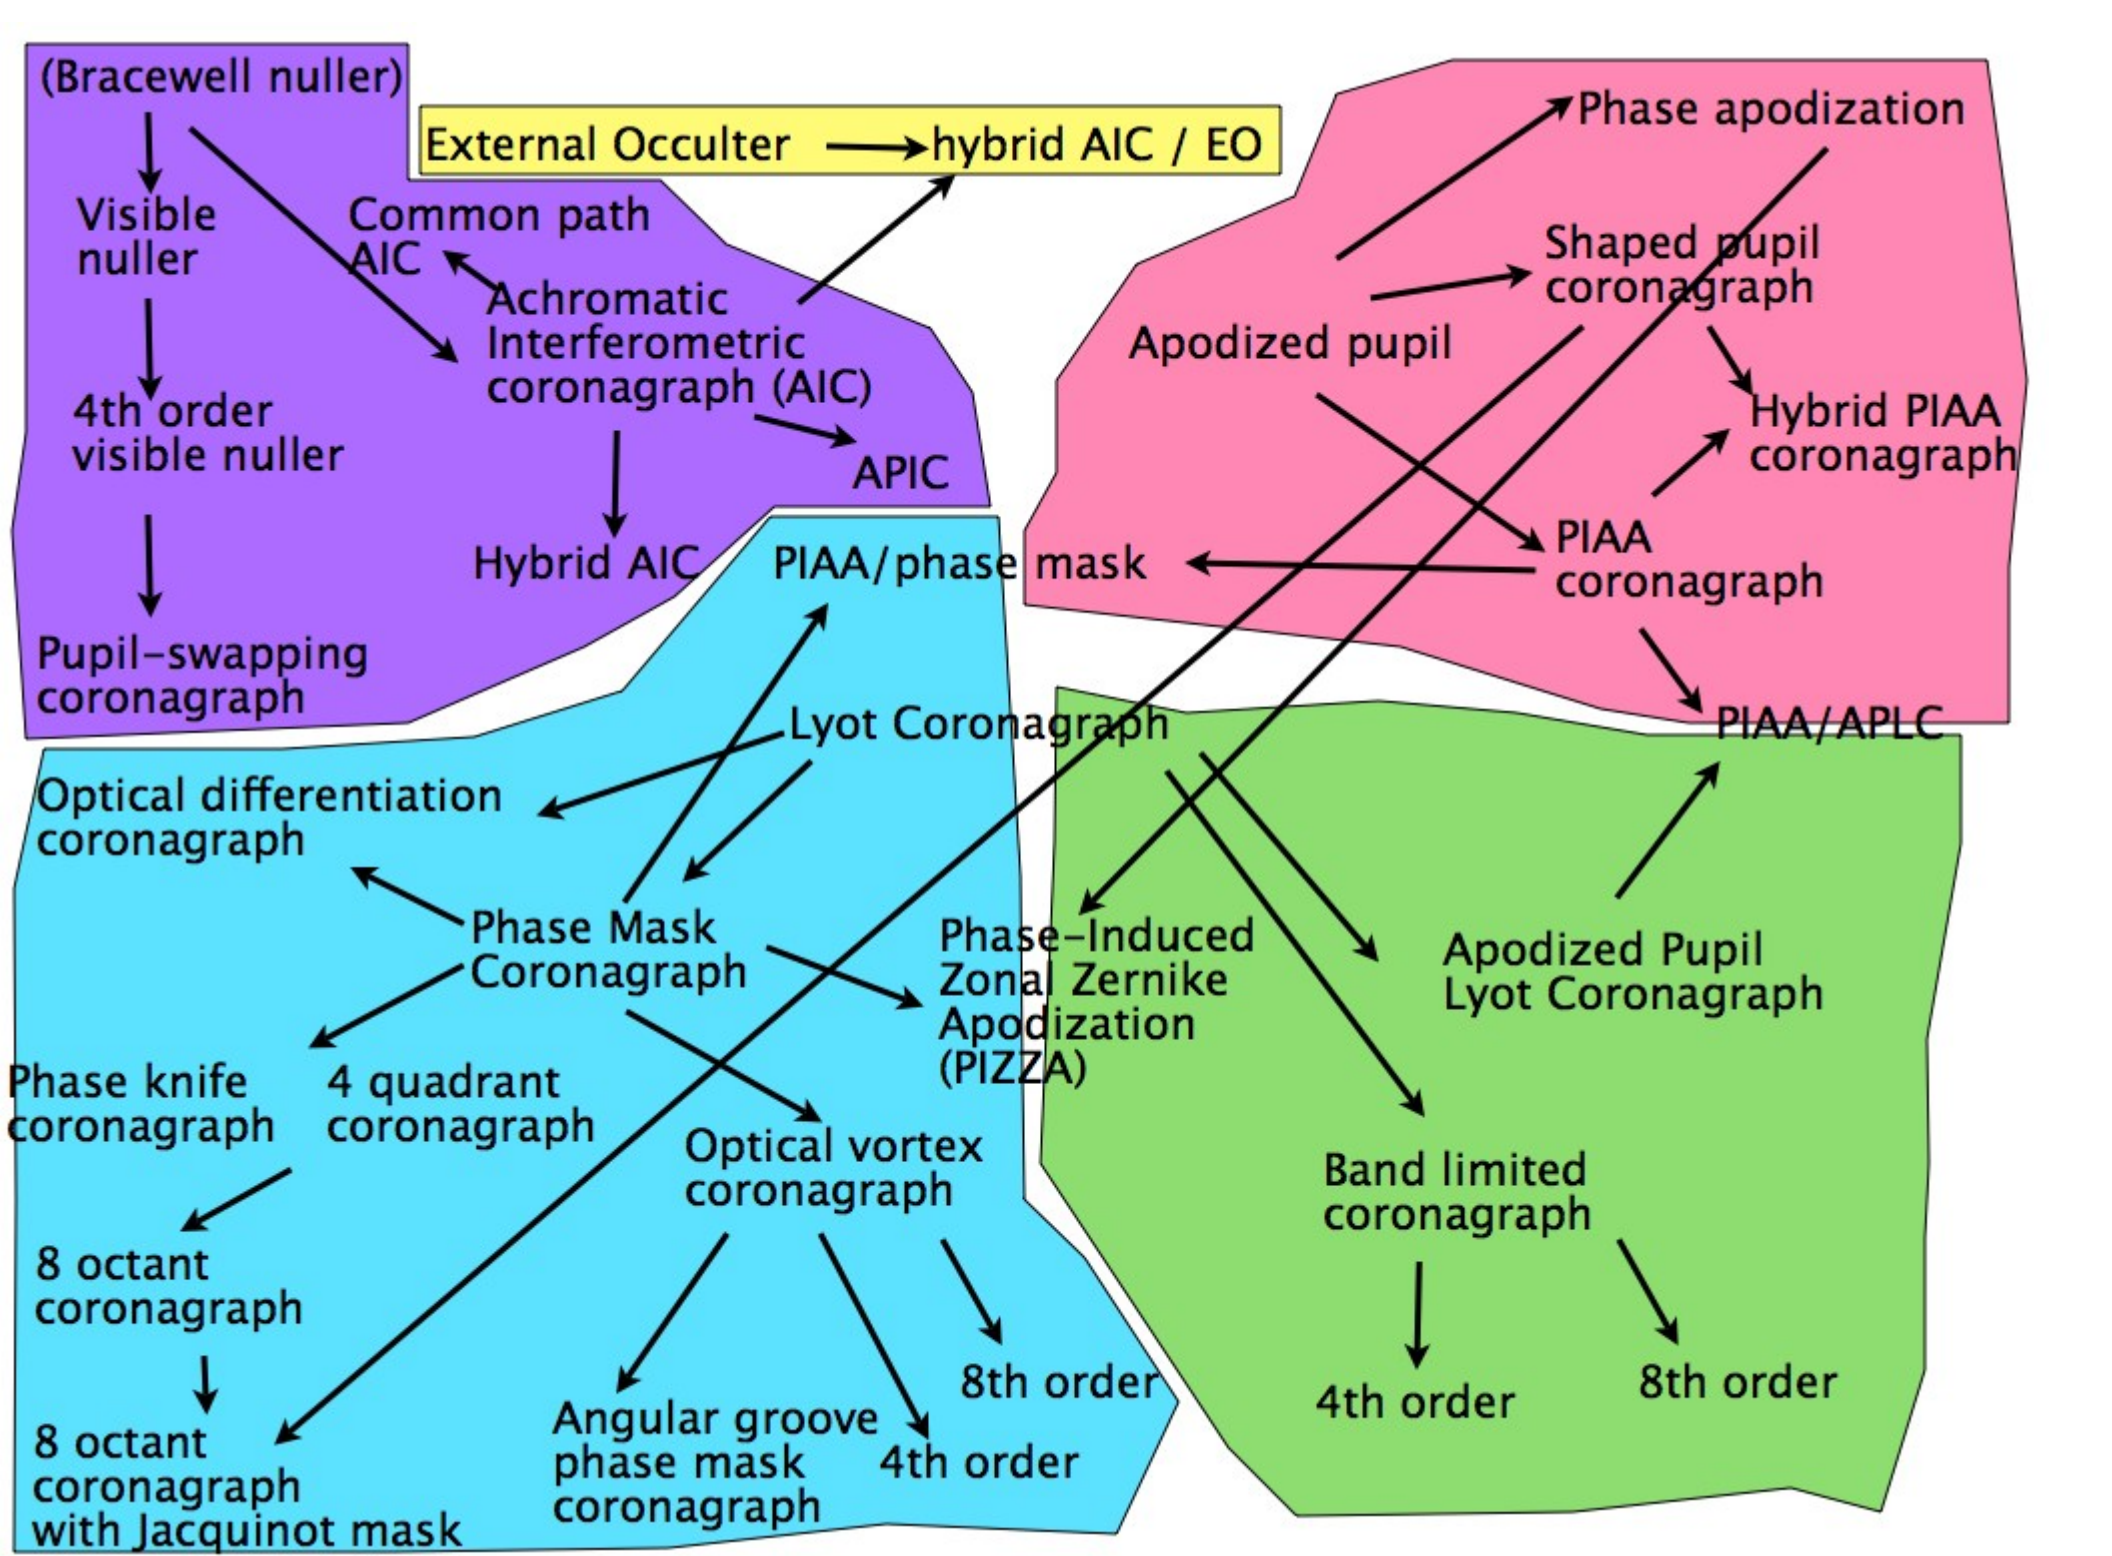 (Bracewell nuller)
External Occulter
hybrid AIC / EO
Visible
nuller
Common path
AIC
Achromatic
Interferometric
coronagraph (AIC)
4th order
visible nuller
APIC
Hybrid AIC
Pupil-swapping
coronagraph
Phase apodization
Shaped pupil
coronagraph
Apodized pupil
Hybrid PIAA
coronagraph
PIAA
coronagraph
PIAA/phase mask
PIAA/APLC
Lyot Coronagraph
Optical differentiation
coronagraph
Phase Mask
Coronagraph
Phase-Induced
Zonal Zernike
Apodization
(PIZZA)
Apodized Pupil
Lyot Coronagraph
Phase knife
coronagraph
4 quadrant
coronagraph
Optical vortex
coronagraph
Band limited
coronagraph
8 octant
coronagraph
8th order
4th order
8th order
Angular groove
phase mask
coronagraph
4th order
8 octant
coronagraph
with Jacquinot mask